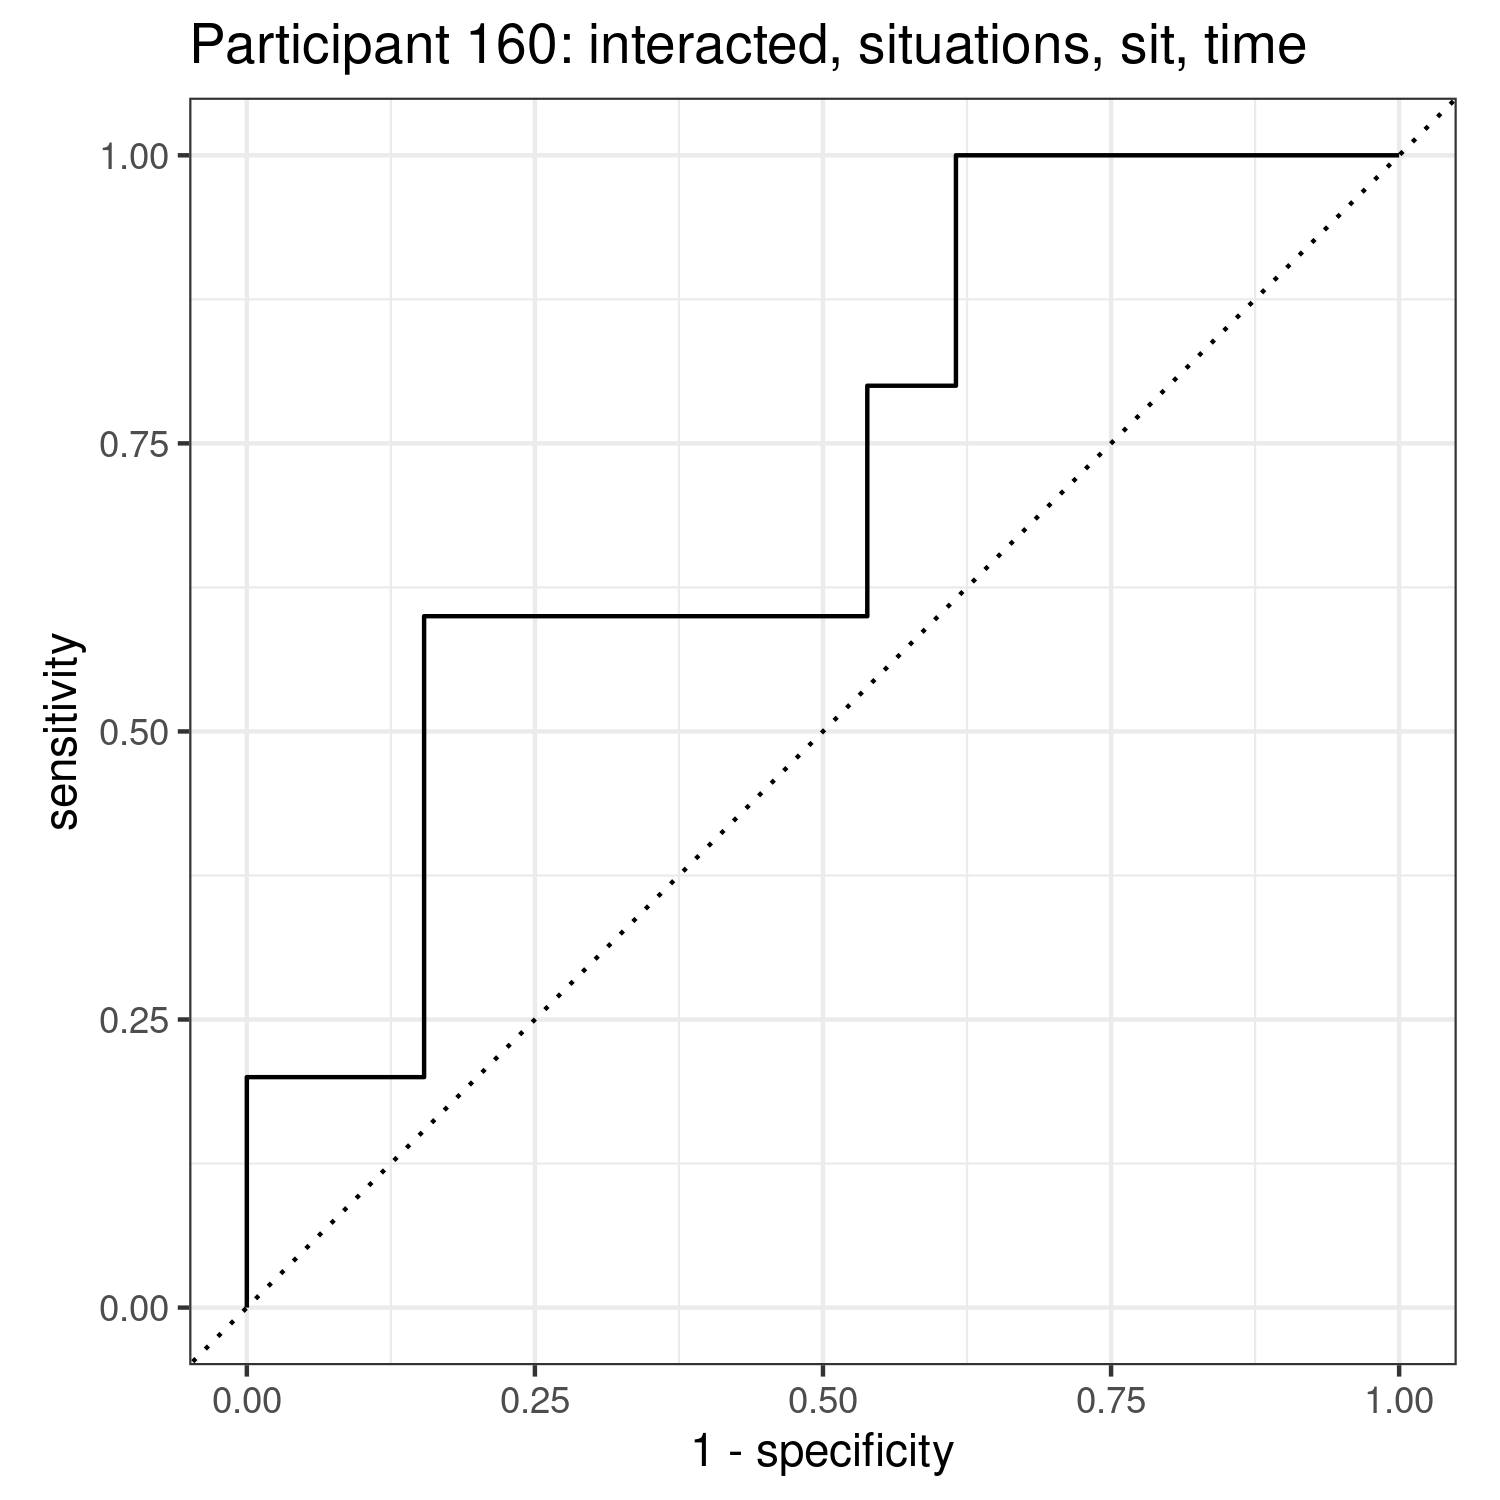 Participant 160: interacted, situations, sit, time
1.00
0.75
0.50
0.25
0.00
sensitivity
0.00 0.25 0.50 0.75 1.00
1 - specificity